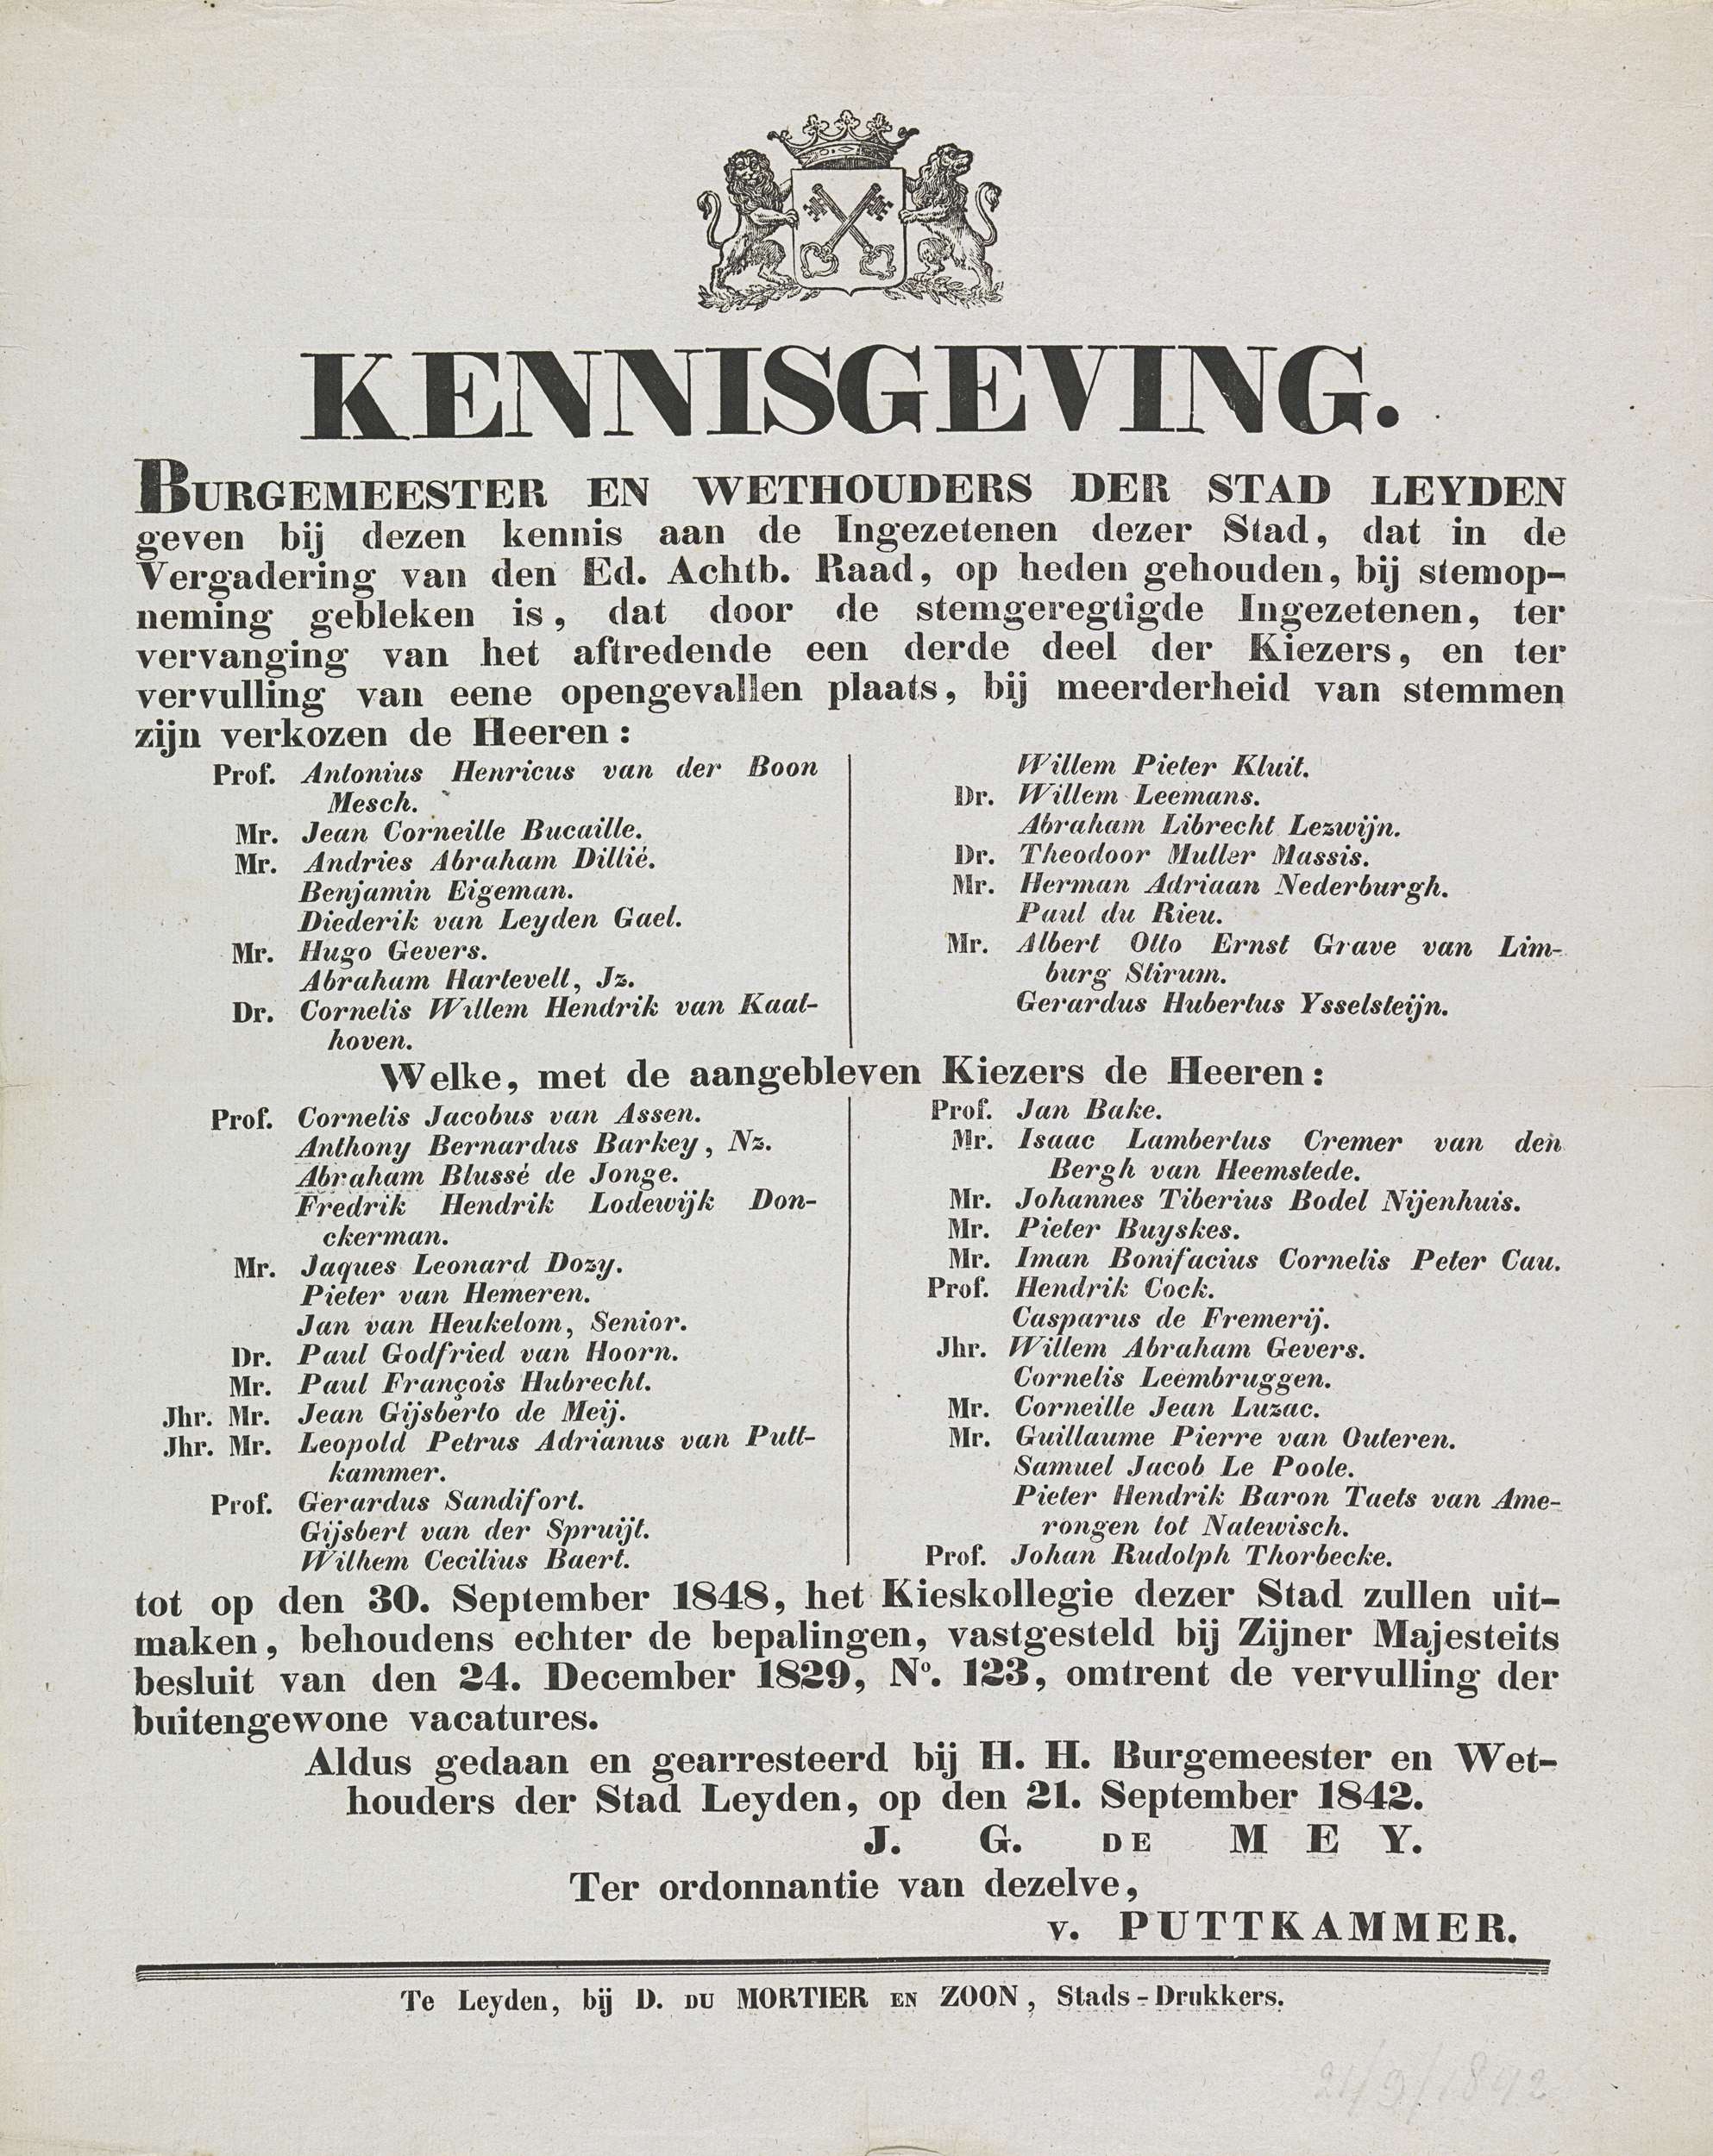 KENNISGEVING.
BURGEMEESTER EN WETHOUDERS DER STAD LEYDEN
geven bij dezen kennis aan de Ingezetenen dezer Stad, dat in de
Vergadering van den Ed. Achtb. Raad, op heden gehouden, bij stemop-
neming gebleken is, dat door de stemgeregtigde Ingezetenen, ter
vervanging van het aftredende een derde deel der Kiezers, en ter
vervulling van eene opengevallen plaats, bij meerderheid van stemmen
zijn verkozen de Heeren:
Prof. Antonius Henricus van der Boon
Mesch.
Mr. Jean Corneille Bucaille.
Mr. Andries Abraham Dillié.
Benjamin Eigeman.
Diederik van Leyden Gael.
Mr. Hugo Gevers.
Abraham Hartevelt, Jz.
Dr. Cornelis Willem Hendrik van Kaat-
hoven.
Willem Pieter Kluit.
Dr. Willem Leemans.
Abraham Librecht Lezwijn.
Dr. Theodoor Muller Massis.
Mr. Herman Adriaan Nederburgh.
Paul du Rieu.
Mr. Albert Otto Ernst Grave van Lim-
burg Stirum.
Gerardus Hubertus Ysselsteijn.
Welke, met de aangebleven Kiezers de Heeren:
Prof. Cornelis Jacobus van Assen.
Anthony Bernardus Barkey, Nz.
Abraham Blussé de Jonge.
Fredrik Hendrik Lodewijk Don-
ckerman.
Mr. Jaques Leonard Dozy.
Pieter van Hemeren.
Jan van Heukelom, Senior.
Dr. Paul Godfried van Hoorn.
Mr. Paul François Hubrecht.
Jhr. Mr. Jean Gijsberto de Meij.
Jhr. Mr. Leopold Petrus Adrianus van Putt-
kammer.
Prof. Gerardus Sandifort.
Gijsbert van der Spruijt.
Wilhem Cecilius Baert.
Prof. Jan Bake.
Mr. Isaac Lambertus Cremer van den
Bergh van Heemstede.
Mr. Johannes Tiberius Bodel Nijenhuis.
Mr. Pieter Buyskes.
Mr. Iman Bonifacius Cornelis Peter Cau.
Prof. Hendrik Cock.
Casparus de Fremerij.
Jhr. Willem Abraham Gevers.
Cornelis Leembruggen.
Mr. Corneille Jean Luzac.
Mr. Guillaume Pierre van Outeren.
Samuel Jacob Le Poole.
Pieter Hendrik Baron Taets van Ame-
rongen tot Natewisch.
Prof. Johan Rudolph Thorbecke.
tot op den 30. September 1848, het Kieskollegie dezer Stad zullen uit-
maken, behoudens echter de bepalingen, vastgesteld bij Zijner Majesteits
besluit van den 24. December 1829, No. 123, omtrent de vervulling der
buitengewone vacatures.
Aldus gedaan en gearresteerd bij H. H. Burgemeester en Wet-
houders der Stad Leyden, op den 21. September 1842.
J. G. DE MEY.
Ter ordonnantie van dezelve,
v. PUTTKAMMER.
Te Leyden, bij D. DU MORTIER EN ZOON, Stads-Drukkers.
21/9/1842